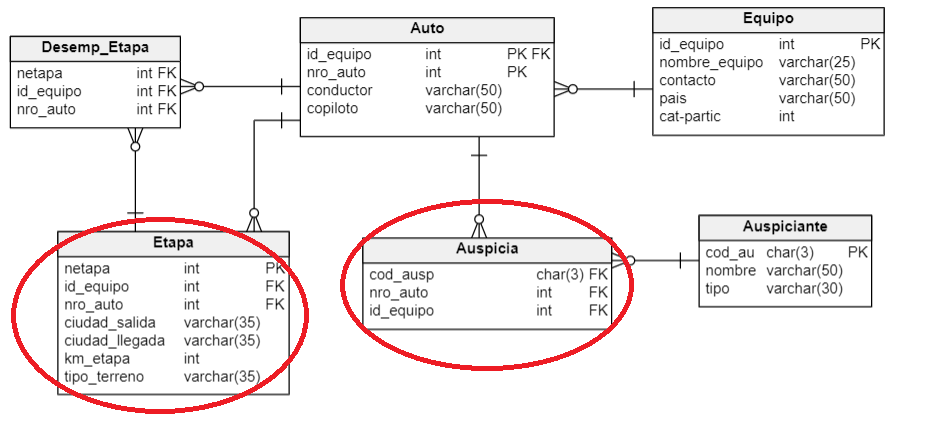 Desemp_Etapa
netapa int FK
id_equipo int FK
nro_auto int FK
Auto
id_equipo int PK FK
nro_auto int PK
conductor varchar(50)
copiloto varchar(50)
Equipo
id_equipo int PK
nombre_equipo varchar(25)
contacto varchar(50)
pais varchar(50)
cat-partic int
Etapa
netapa int PK
id_equipo int FK
nro_auto int FK
ciudad_salida varchar(35)
ciudad_llegada varchar(35)
km_etapa int
tipo_terreno varchar(35)
Auspicia
cod_ausp char(3) FK
nro_auto int FK
id_equipo int FK
Auspiciante
cod_au char(3) PK
nombre varchar(50)
tipo varchar(30)